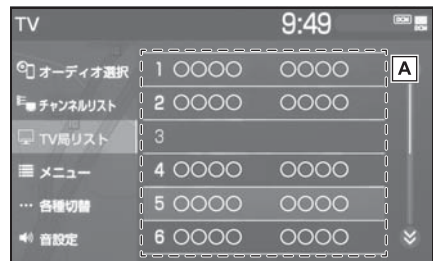 TV 9:49
オーディオ選択
チャンネルリスト
TV局リスト
メニュー
各種切替
音設定
1 ○○○○ ○○○○
2 ○○○○ ○○○○
3
4 ○○○○ ○○○○
5 ○○○○ ○○○○
6 ○○○○ ○○○○
A